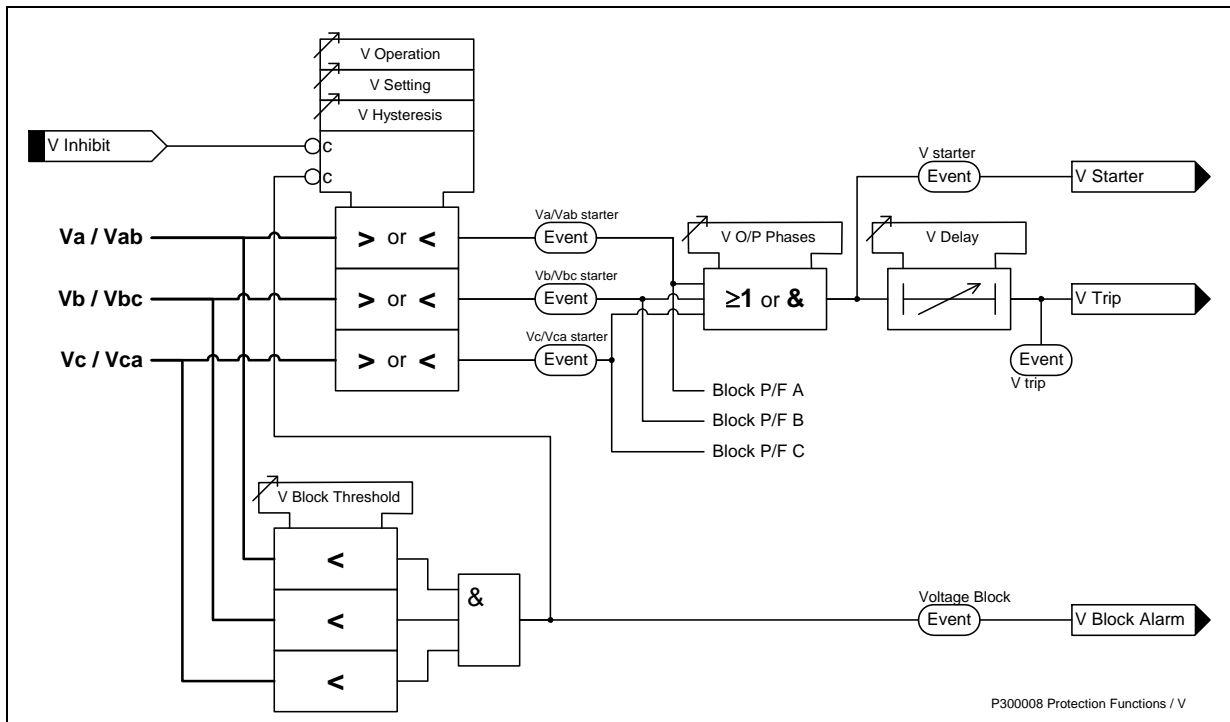 V Operation
V Setting
V Hysteresis
V Inhibit
c
c
V starter
Event
V Starter
Va / Vab
> or <
Va/Vab starter
Event
V O/P Phases
V Delay
Vb / Vbc
> or <
Vb/Vbc starter
Event
≥1 or &
V Trip
Vc / Vca
> or <
Vc/Vca starter
Event
Event
V trip
Block P/F A
Block P/F B
Block P/F C
V Block Threshold
<
<
<
&
Voltage Block
Event
V Block Alarm
P300008 Protection Functions / V